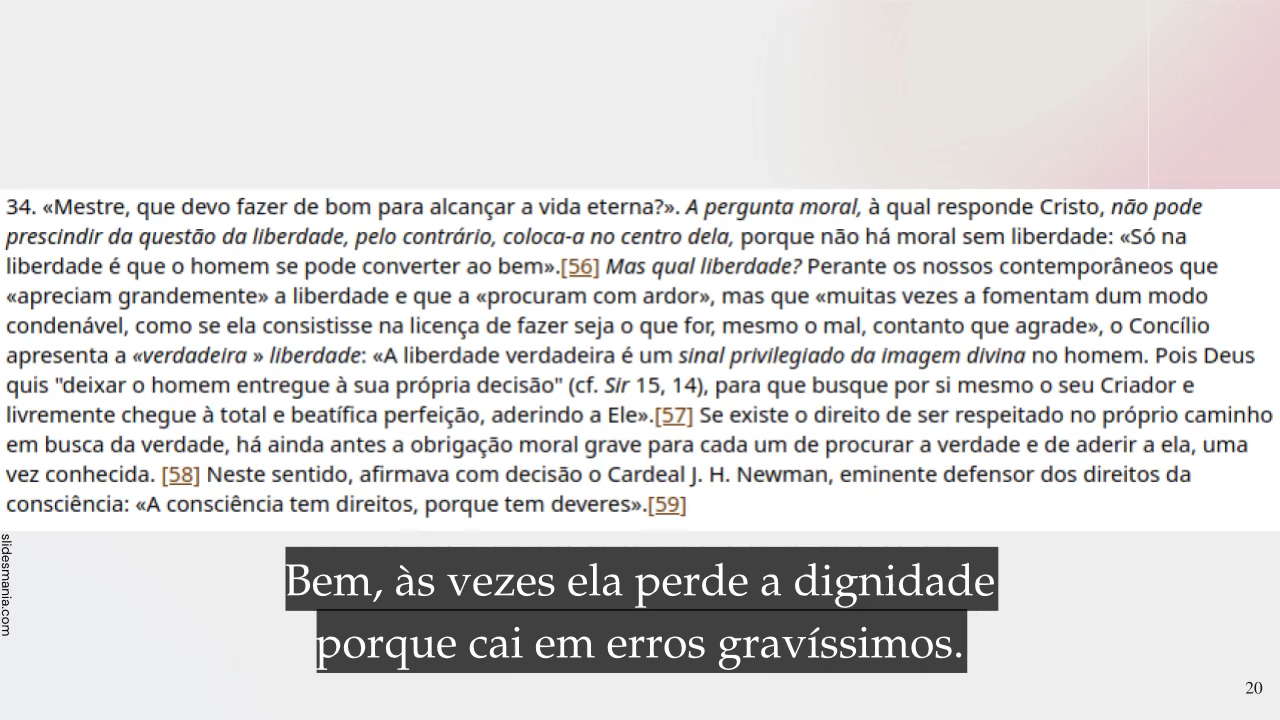 34. «Mestre, que devo fazer de bom para alcançar a vida eterna?». A pergunta moral, à qual responde Cristo, não pode
prescindir da questão da liberdade, pelo contrário, coloca-a no centro dela, porque não há moral sem liberdade: «Só na
liberdade é que o homem se pode converter ao bem».[56] Mas qual liberdade? Perante os nossos contemporâneos que
«apreciam grandemente» a liberdade e que a «procuram com ardor», mas que «muitas vezes a fomentam dum modo
condenável, como se ela consistisse na licença de fazer seja o que for, mesmo o mal, contanto que agrade», o Concílio
apresenta a «verdadeira » liberdade: «A liberdade verdadeira é um sinal privilegiado da imagem divina no homem. Pois Deus
quis "deixar o homem entregue à sua própria decisão" (cf. Sir 15, 14), para que busque por si mesmo o seu Criador e
livremente chegue à total e beatífica perfeição, aderindo a Ele».[57] Se existe o direito de ser respeitado no próprio caminho
em busca da verdade, há ainda antes a obrigação moral grave para cada um de procurar a verdade e de aderir a ela, uma
vez conhecida. [58] Neste sentido, afirmava com decisão o Cardeal J. H. Newman, eminente defensor dos direitos da
consciência: «A consciência tem direitos, porque tem deveres».[59]
slidesmania.com
Bem, às vezes ela perde a dignidade
porque cai em erros gravíssimos.
20